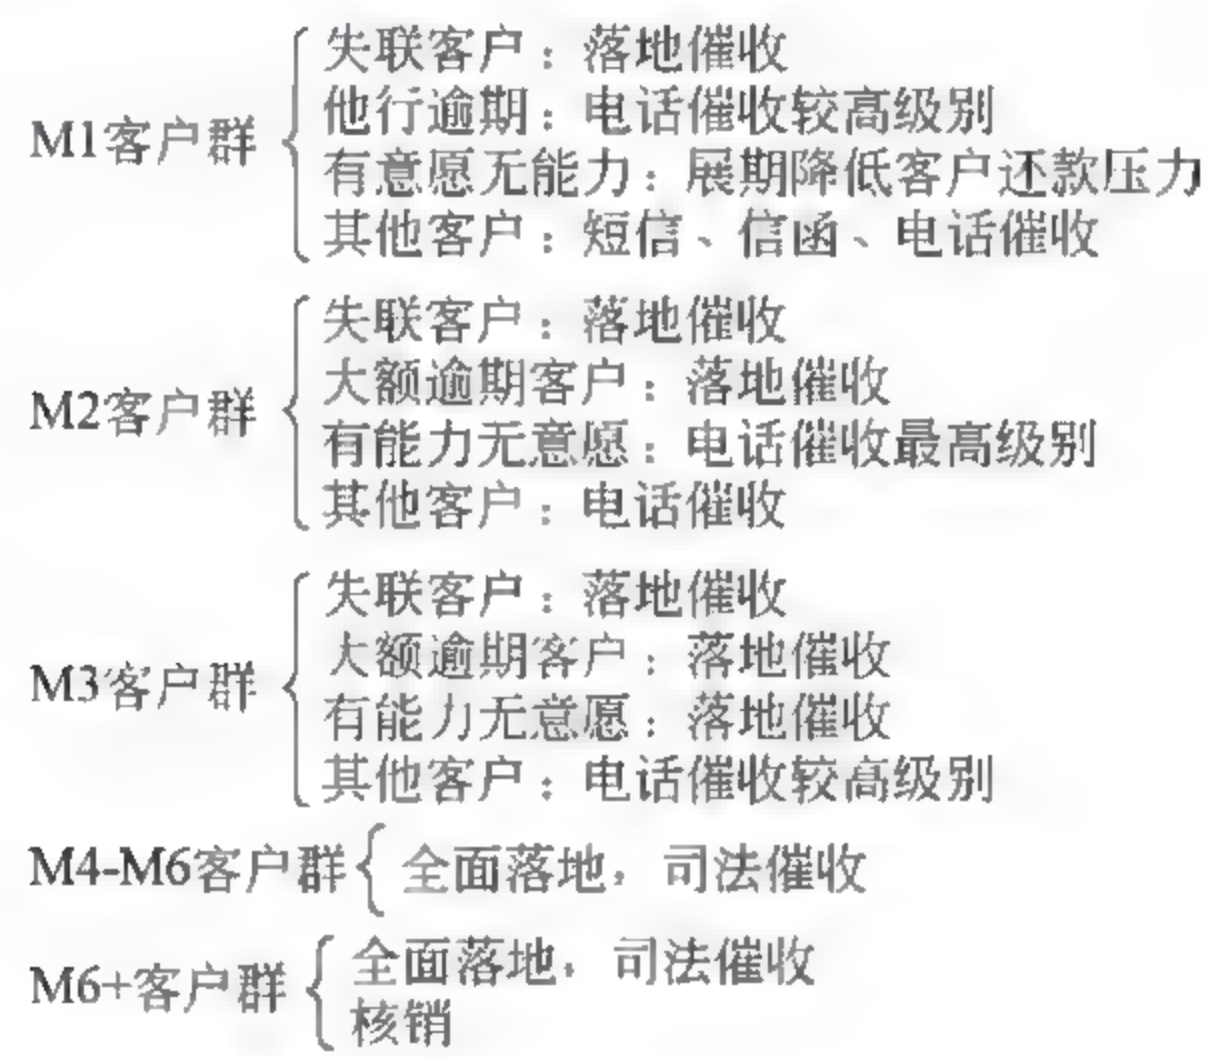 M1客户群
失联客户：落地催收
他行逾期：电话催收较高级别
有意愿无能力：展期降低客户还款压力
其他客户：短信、信函、电话催收
M2客户群
失联客户：落地催收
大额逾期客户：落地催收
有能力无意愿：电话催收最高级别
其他客户：电话催收
M3客户群
失联客户：落地催收
大额逾期客户：落地催收
有能力无意愿：落地催收
其他客户：电话催收较高级别
M4-M6客户群
全面落地，司法催收
M6+客户群
全面落地，司法催收
核销